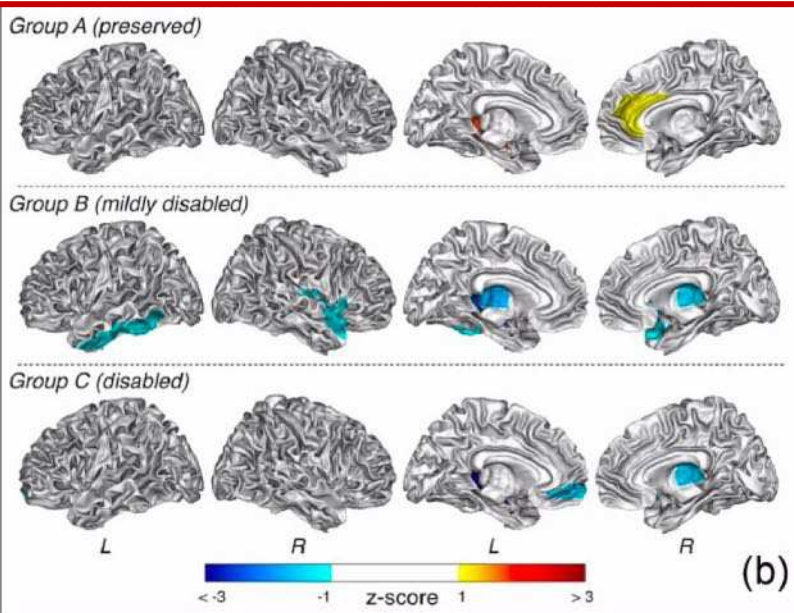 Group A (preserved)
Group B (mildly disabled)
Group C (disabled)
L R L R
< -3 -1 z-score 1 > 3
(b)